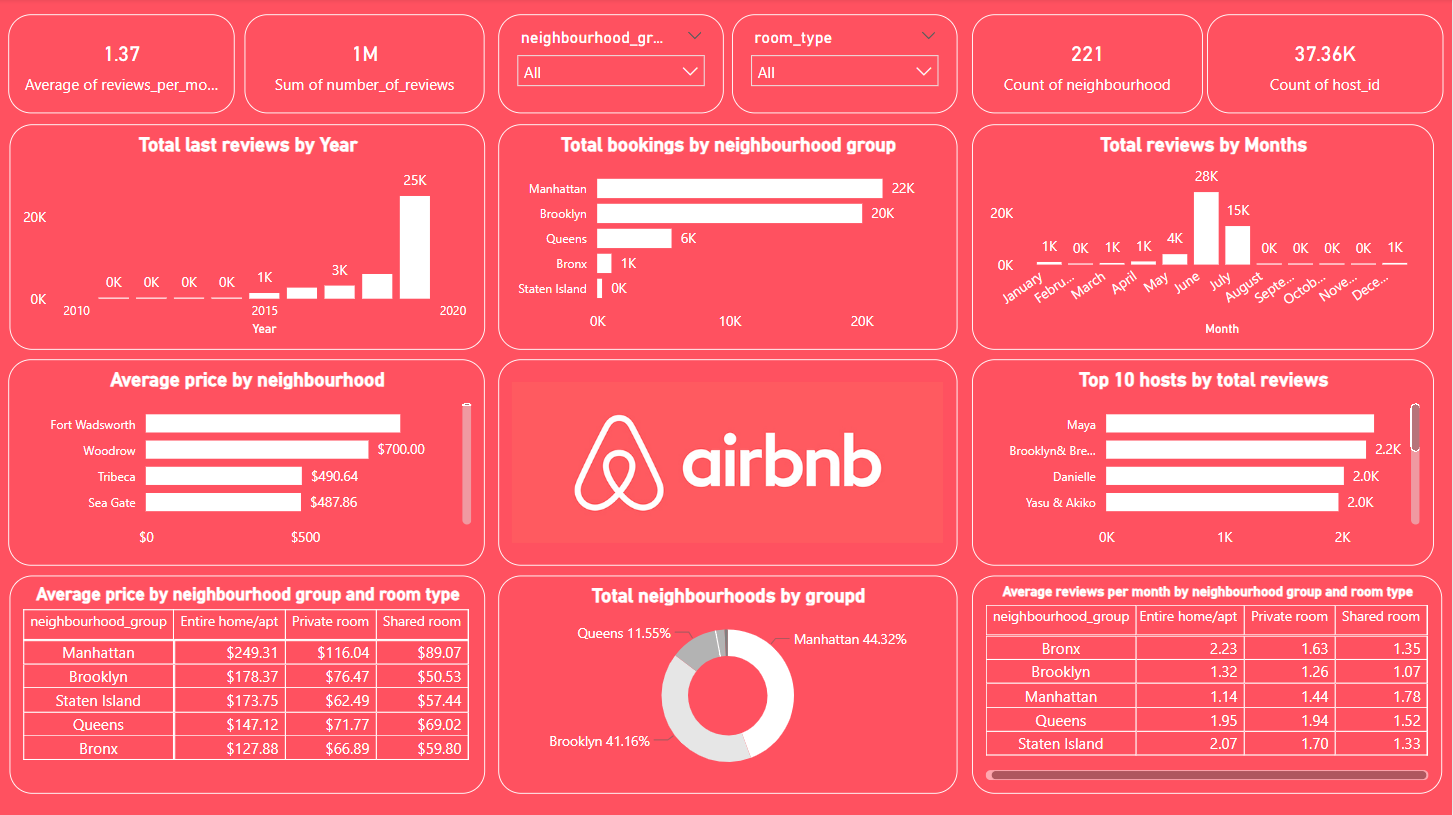 1.37
Average of reviews_per_mo...
1M
Sum of number_of_reviews
neighbourhood_gr...
All
room_type
All
221
Count of neighbourhood
37.36K
Count of host_id
Total last reviews by Year
20K
0K
0K
0K
0K
0K
1K
3K
25K
2010
2015
2020
Year
Total bookings by neighbourhood group
Manhattan
22K
Brooklyn
20K
Queens
6K
Bronx
1K
Staten Island
0K
0K
10K
20K
Total reviews by Months
20K
0K
1K
0K
1K
1K
4K
28K
15K
0K
0K
0K
0K
1K
January
Febru...
March
April
May
June
July
August
Septe...
Octob...
Nove...
Dece...
Month
Average price by neighbourhood
Fort Wadsworth
Woodrow
$700.00
Tribeca
$490.64
Sea Gate
$487.86
$0
$500
airbnb
Top 10 hosts by total reviews
Maya
Brooklyn& Bre...
2.2K
Danielle
2.0K
Yasu & Akiko
2.0K
0K
1K
2K
Average price by neighbourhood group and room type
neighbourhood_group Entire home/apt Private room Shared room
Manhattan $249.31 $116.04 $89.07
Brooklyn $178.37 $76.47 $50.53
Staten Island $173.75 $62.49 $57.44
Queens $147.12 $71.77 $69.02
Bronx $127.88 $66.89 $59.80
Total neighbourhoods by groupd
Queens 11.55%
Manhattan 44.32%
Brooklyn 41.16%
Average reviews per month by neighbourhood group and room type
neighbourhood_group Entire home/apt Private room Shared room
Bronx 2.23 1.63 1.35
Brooklyn 1.32 1.26 1.07
Manhattan 1.14 1.44 1.78
Queens 1.95 1.94 1.52
Staten Island 2.07 1.70 1.33